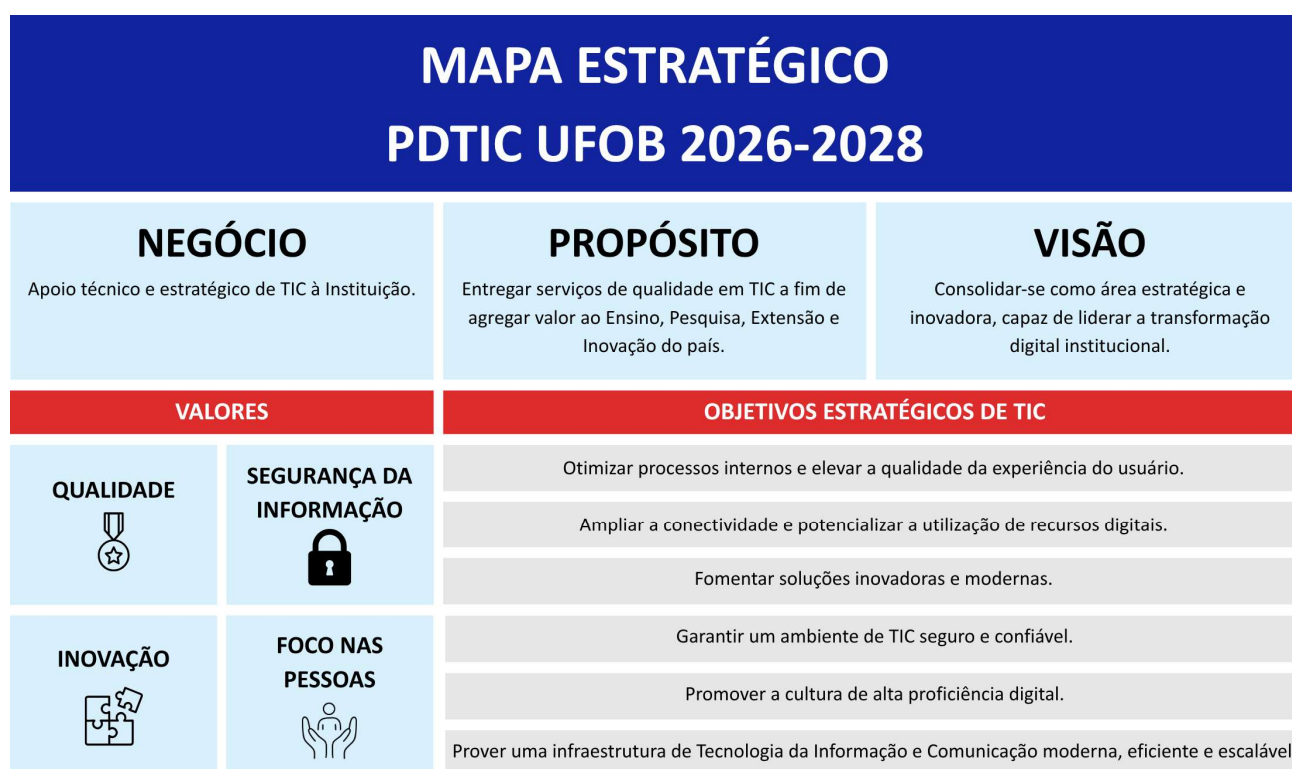 MAPA ESTRATÉGICO
PDTIC UFOB 2026-2028
NEGÓCIO
Apoio técnico e estratégico de TIC à Instituição.
PROPÓSITO
Entregar serviços de qualidade em TIC a fim de
agregar valor ao Ensino, Pesquisa, Extensão e
Inovação do país.
VISÃO
Consolidar-se como área estratégica e
inovadora, capaz de liderar a transformação
digital institucional.
VALORES
QUALIDADE
SEGURANÇA DA
INFORMAÇÃO
INOVAÇÃO
FOCO NAS
PESSOAS
OBJETIVOS ESTRATÉGICOS DE TIC
Otimizar processos internos e elevar a qualidade da experiência do usuário.
Ampliar a conectividade e potencializar a utilização de recursos digitais.
Fomentar soluções inovadoras e modernas.
Garantir um ambiente de TIC seguro e confiável.
Promover a cultura de alta proficiência digital.
Prover uma infraestrutura de Tecnologia da Informação e Comunicação moderna, eficiente e escalável